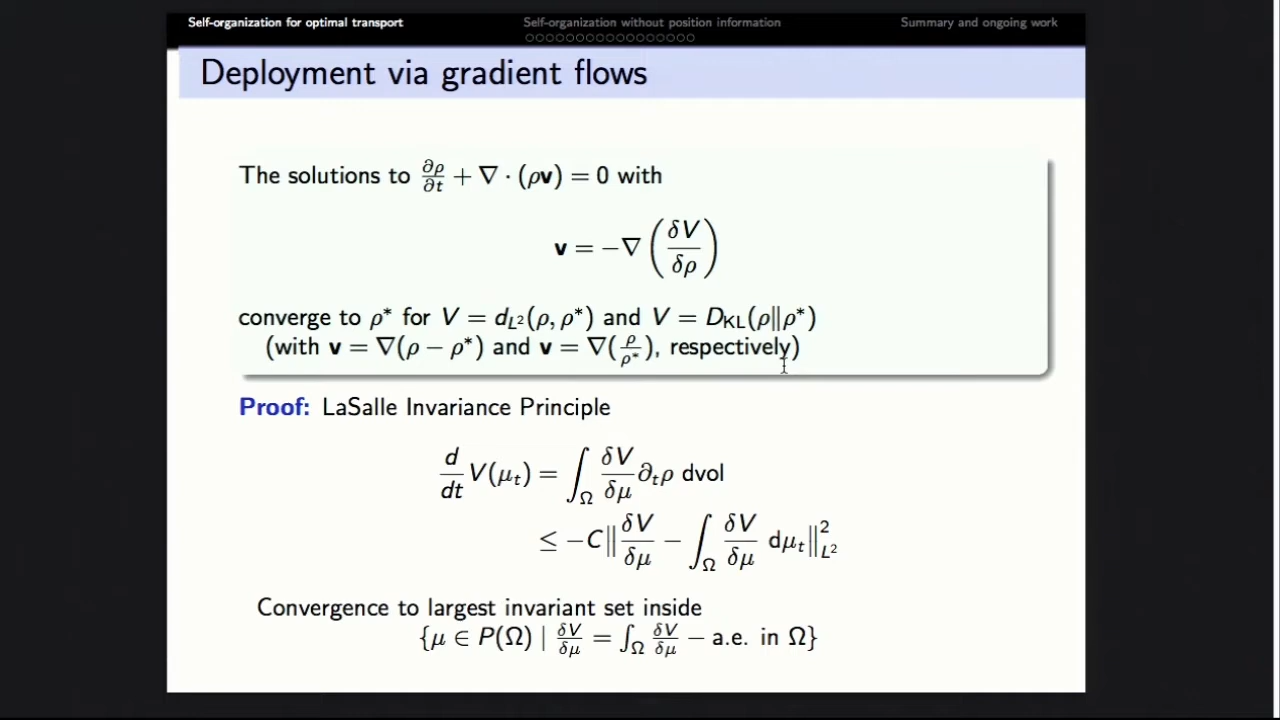 Self-organization for optimal transport Self-organization without position information Summary and ongoing work
Deployment via gradient flows
The solutions to ∂ρ/∂t + ∇ · (ρv) = 0 with
v = −∇ (δV/δρ)
converge to ρ* for V = d_{L²}(ρ, ρ*) and V = D_{KL}(ρ‖ρ*)
(with v = ∇(ρ − ρ*) and v = ∇(ρ/ρ*), respectively)
Proof: LaSalle Invariance Principle
d/dt V(μ_t) = ∫_Ω δV/δμ ∂_tρ dvol
≤ −C‖δV/δμ − ∫_Ω δV/δμ dμ_t‖²_{L²}
Convergence to largest invariant set inside
{μ ∈ P(Ω) | δV/δμ = ∫_Ω δV/δμ − a.e. in Ω}